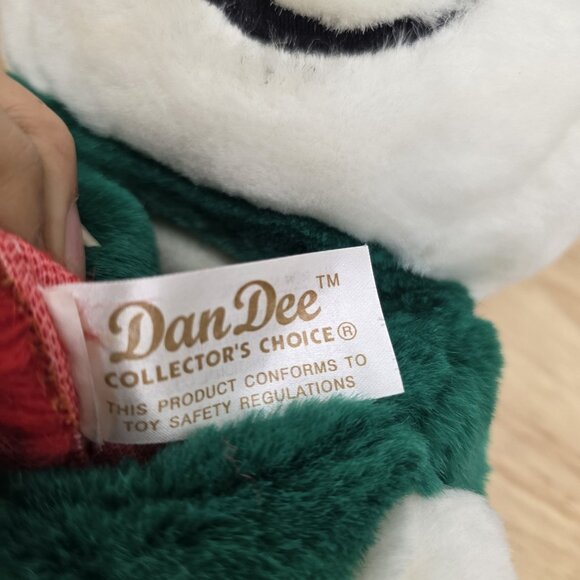 Dan Dee™
COLLECTOR'S CHOICE®
THIS PRODUCT CONFORMS TO
TOY SAFETY REGULATIONS